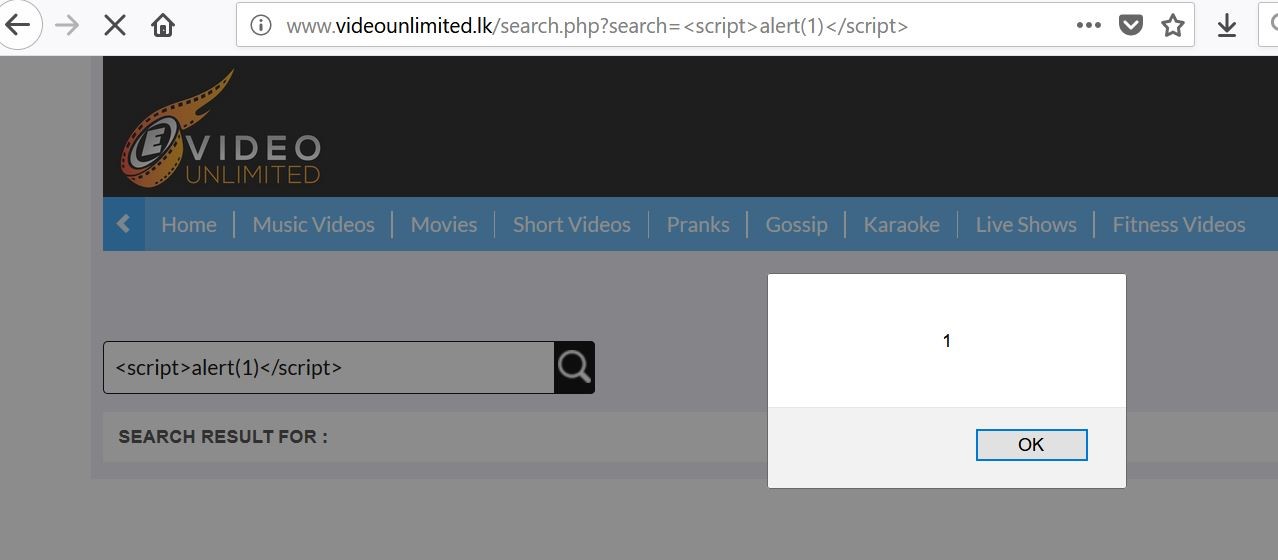 www.videounlimited.lk/search.php?search=<script>alert(1)</script>
E VIDEO
UNLIMITED
Home Music Videos Movies Short Videos Pranks Gossip Karaoke Live Shows Fitness Videos
1
<script>alert(1)</script>
SEARCH RESULT FOR :
OK